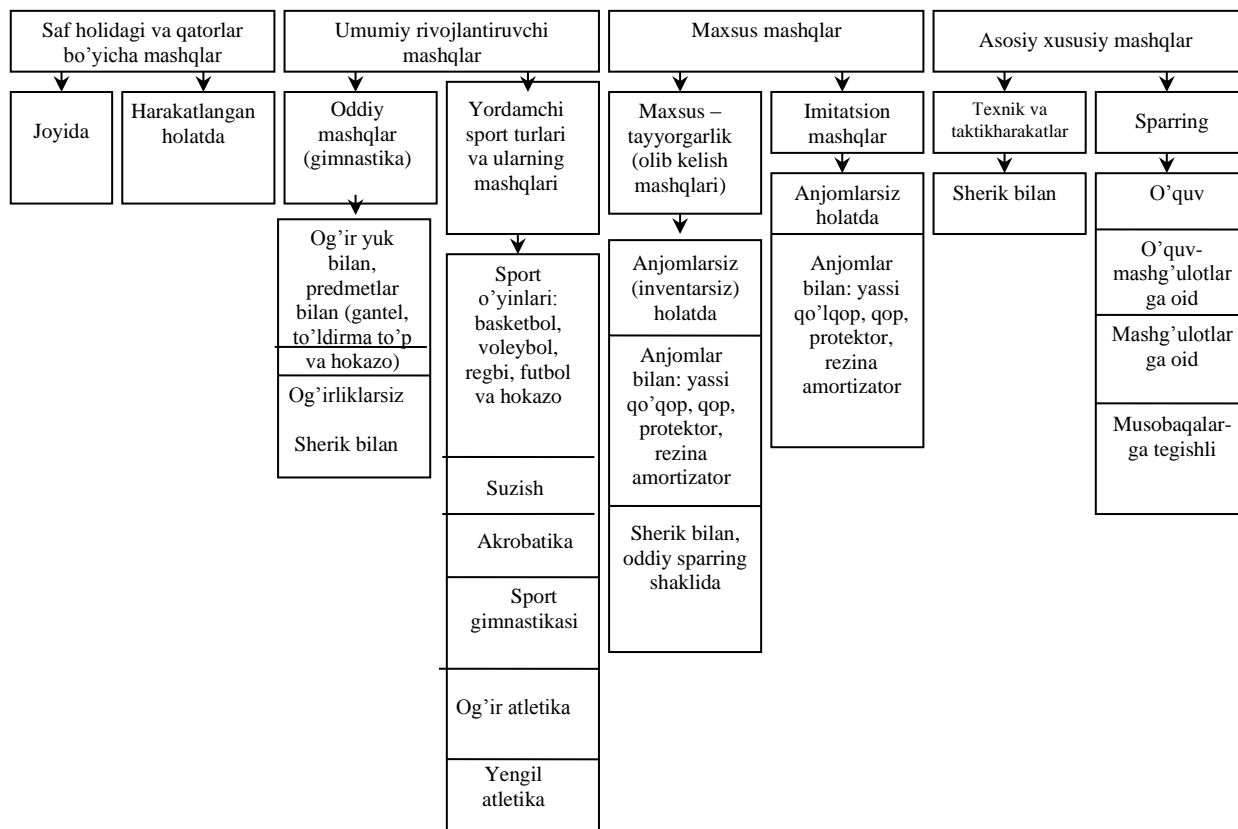 Saf holidagi va qatorlar
bo'yicha mashqlar
Umumiy rivojlantiruvchi
mashqlar
Maxsus mashqlar
Asosiy xususiy mashqlar
Joyida
Harakatlangan
holatda
Oddiy
mashqlar
(gimnastika)
Yordamchi
sport turlari
va ularning
mashqlari
Maxsus –
tayyorgarlik
(olib kelish
mashqlari)
Imitatsion
mashqlar
Texnik va
taktikharakatlar
Sparring
Og'ir yuk
bilan,
predmetlar
bilan (gantel,
to'ldirma to'p
va hokazo)
Og'irliklarsiz
Sherik bilan
Sport
o'yinlari:
basketbol,
voleybol,
regbi, futbol
va hokazo
Suzish
Akrobatika
Sport
gimnastikasi
Og'ir atletika
Yengil
atletika
Anjomlarsiz
(inventarsiz)
holatda
Anjomlar
bilan: yassi
qo'qop, qop,
protektor,
rezina
amortizator
Sherik bilan,
oddiy sparring
shaklida
Anjomlarsiz
holatda
Anjomlar
bilan: yassi
qo'lqop, qop,
protektor,
rezina
amortizator
Sherik bilan
O'quv
O'quv-
mashg'ulotlar
ga oid
Mashg'ulotlar
ga oid
Musobaqalar-
ga tegishli